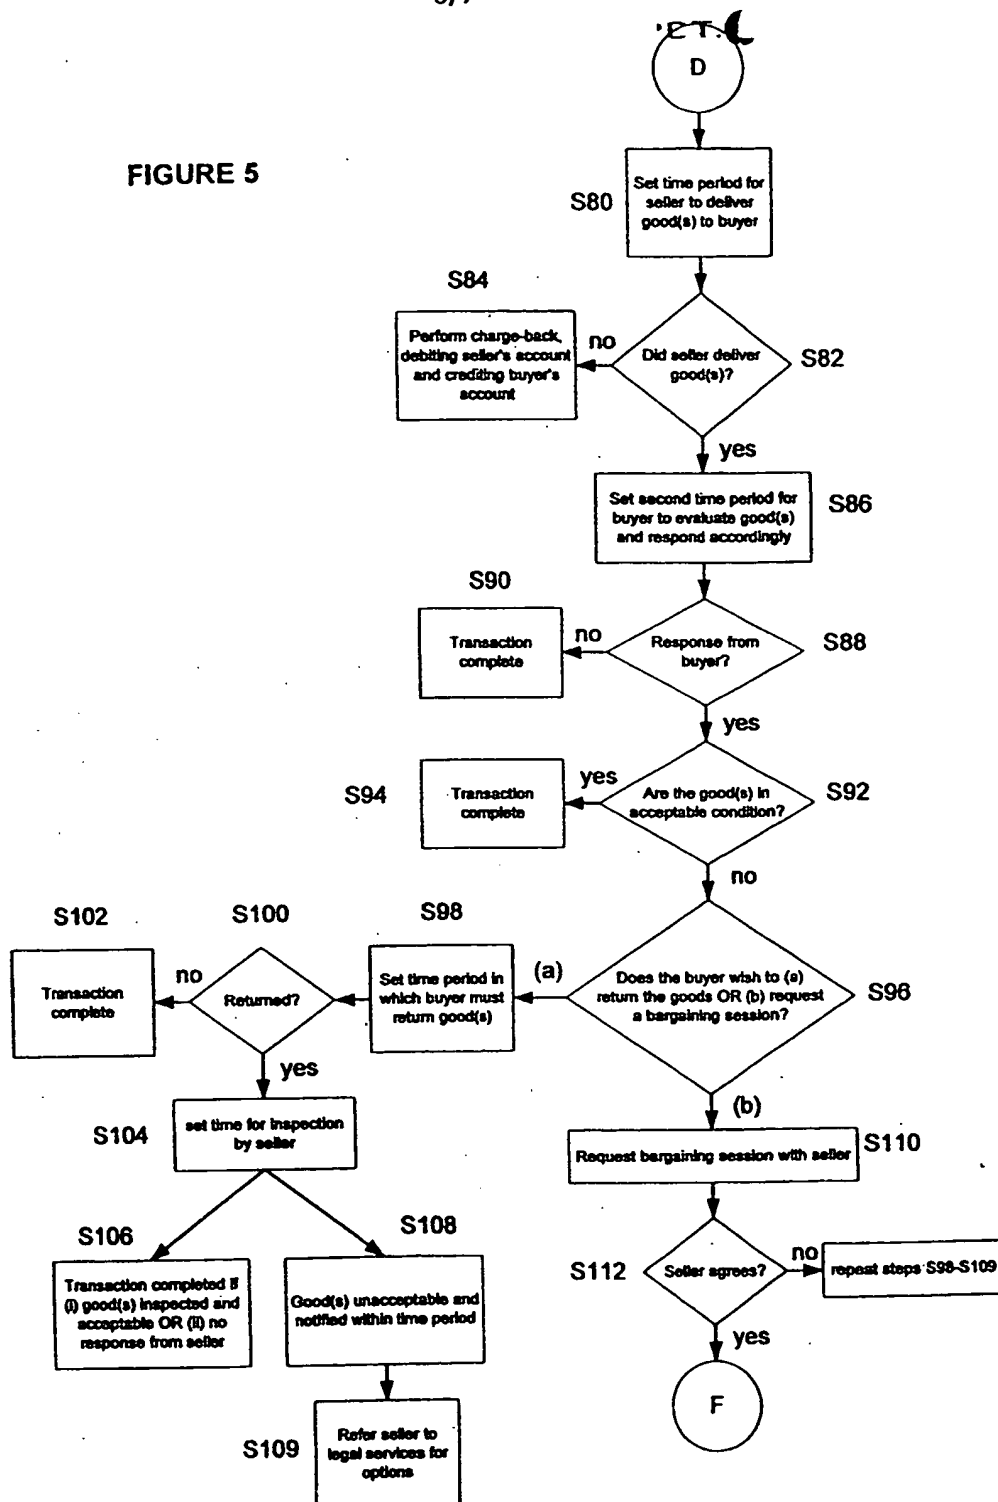 D
FIGURE 5
S80
Set time period for
seller to deliver
good(s) to buyer
S84
Perform charge-back,
debiting seller's account
and crediting buyer's
account
no
Did seller deliver
good(s)?
S82
yes
Set second time period for
buyer to evaluate good(s)
and respond accordingly
S86
S90
Transaction
complete
no
Response from
buyer?
S88
yes
S94
Transaction
complete
yes
Are the good(s) in
acceptable condition?
S92
no
S102
S100
S98
Transaction
complete
no
Returned?
Set time period in
which buyer must
return good(s)
(a)
Does the buyer wish to (a)
return the goods OR (b) request
a bargaining session?
S96
yes
(b)
S104
set time for inspection
by seller
Request bargaining session with seller
S110
S106
S108
Transaction completed if
(i) good(s) inspected and
acceptable OR (ii) no
response from seller
Good(s) unacceptable and
notified within time period
S112
Seller agrees?
no
repeat steps S98-S109
yes
F
S109
Refer seller to
legal services for
options